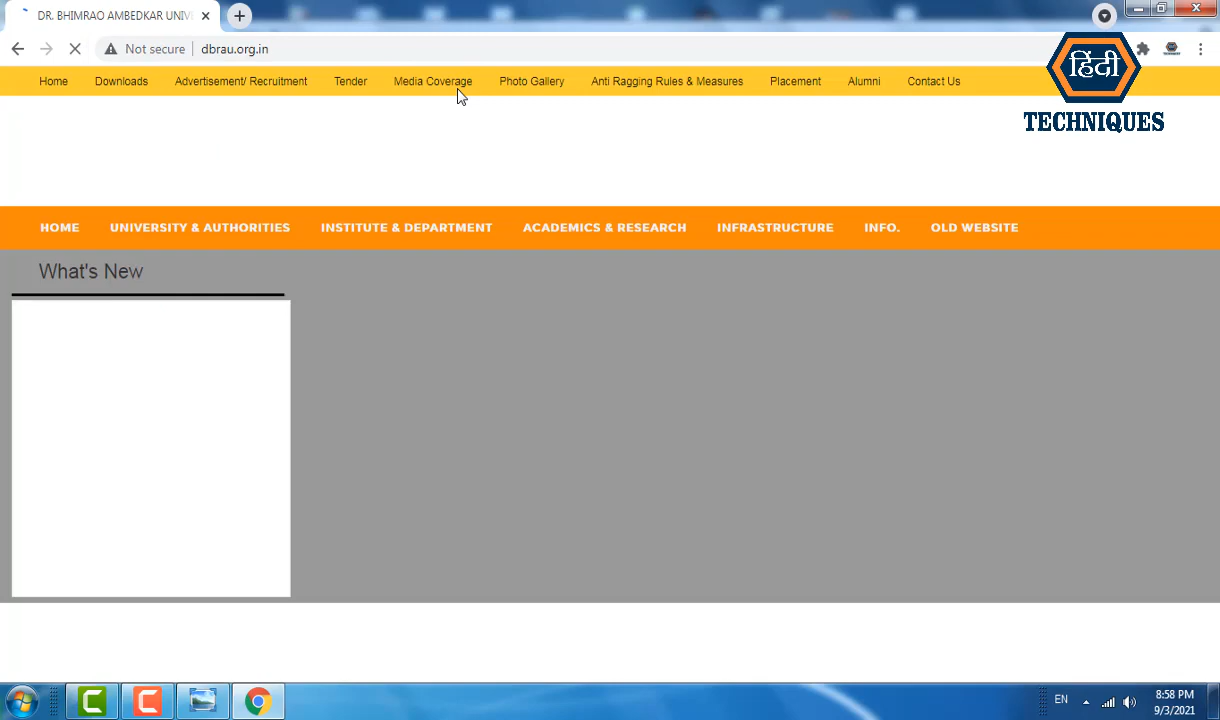 DR. BHIMRAO AMBEDKAR UNIVE
Not secure
dbrau.org.in
Home Downloads Advertisement/ Recruitment Tender Media Coverage Photo Gallery Anti Ragging Rules & Measures Placement Alumni Contact Us
हिंदी
TECHNIQUES
HOME UNIVERSITY & AUTHORITIES INSTITUTE & DEPARTMENT ACADEMICS & RESEARCH INFRASTRUCTURE INFO. OLD WEBSITE
What's New
EN
8:58 PM
9/3/2021